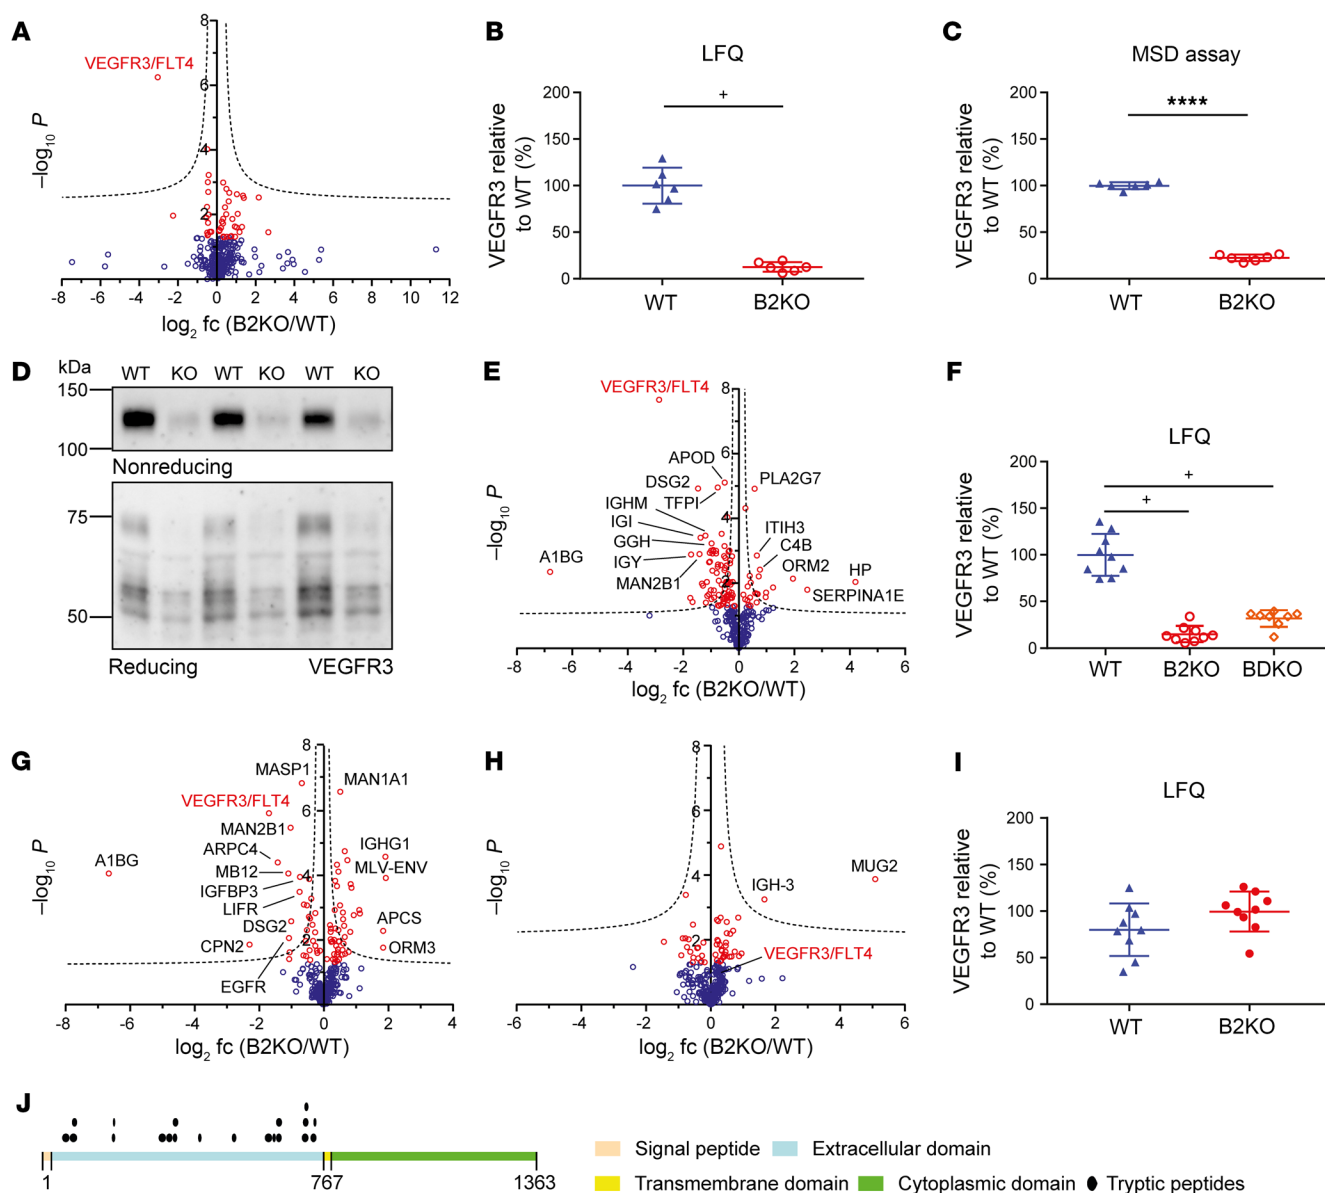 A
VEGFR3/FLT4
–log10 P
8
6
4
2
-8 -6 -4 -2 0 2 4 6 8 10 12
log2 fc (B2KO/WT)
B
LFQ
VEGFR3 relative
to WT (%)
200
150
100
50
0
+
WT B2KO
C
MSD assay
VEGFR3 relative
to WT (%)
200
150
100
50
0
****
WT B2KO
D
kDa
WT KO WT KO WT KO
150
100
Nonreducing
75
50
Reducing VEGFR3
E
VEGFR3/FLT4
–log10 P
8
6
4
2
APOD
DSG2
TFPI
PLA2G7
IGHM
IGI
GGH
IGY
MAN2B1
A1BG
ITIH3
C4B
ORM2
HP
SERPINA1E
-8 -6 -4 -2 0 2 4 6
log2 fc (B2KO/WT)
F
LFQ
VEGFR3 relative
to WT (%)
200
150
100
50
0
+
+
WT B2KO BDKO
G
–log10 P
8
6
4
2
MASP1
MAN1A1
VEGFR3/FLT4
MAN2B1
ARPC4
MB12
IGFBP3
LIFR
DSG2
CPN2
EGFR
A1BG
IGHG1
MLV-ENV
APCS
ORM3
-8 -6 -4 -2 0 2 4
log2 fc (B2KO/WT)
H
–log10 P
8
6
4
2
MUG2
IGH-3
VEGFR3/FLT4
-6 -4 -2 0 2 4 6
log2 fc (B2KO/WT)
I
LFQ
VEGFR3 relative
to WT (%)
200
150
100
50
0
WT B2KO
J
1 767 1363
Signal peptide Extracellular domain
Transmembrane domain Cytoplasmic domain Tryptic peptides